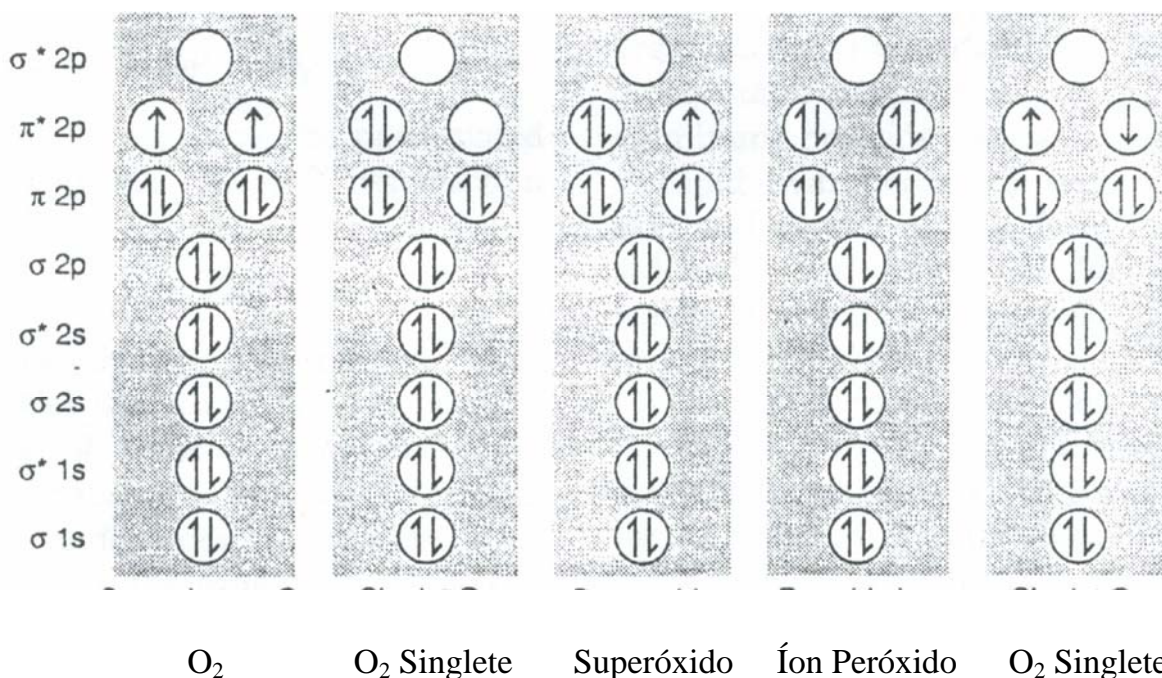 σ* 2p
π* 2p
π 2p
σ 2p
σ* 2s
σ 2s
σ* 1s
σ 1s
O₂ O₂ Singlete Superóxido Íon Peróxido O₂ Singlete